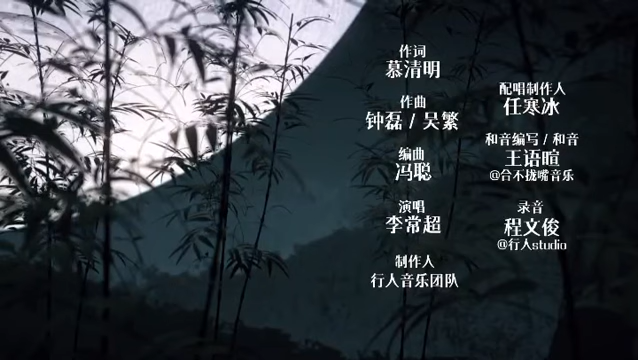 作词
慕清明
作曲
钟磊 / 吴繁
编曲
冯聪
演唱
李常超
制作人
行人音乐团队
配唱制作人
任寒冰
和音编写 / 和音
王语暄
@合不拢嘴音乐
录音
程文俊
@行人studio